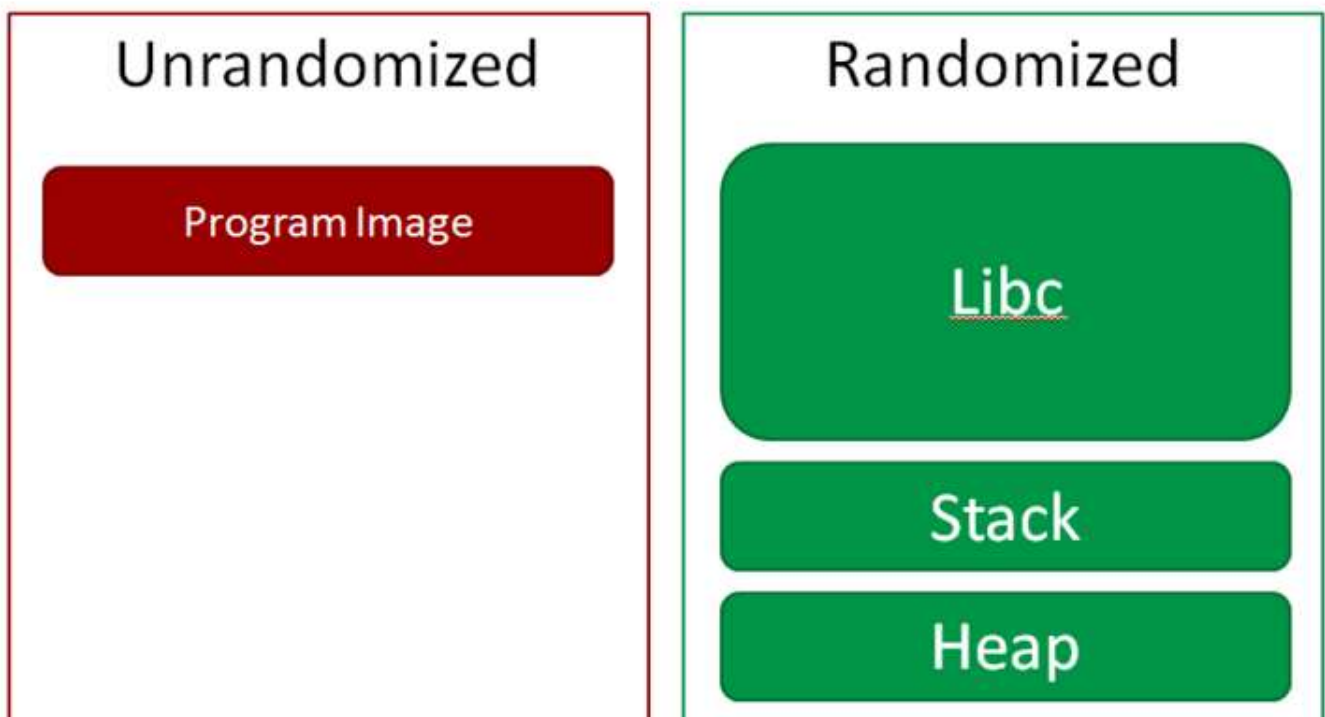 Unrandomized
Program Image
Randomized
Libc
Stack
Heap